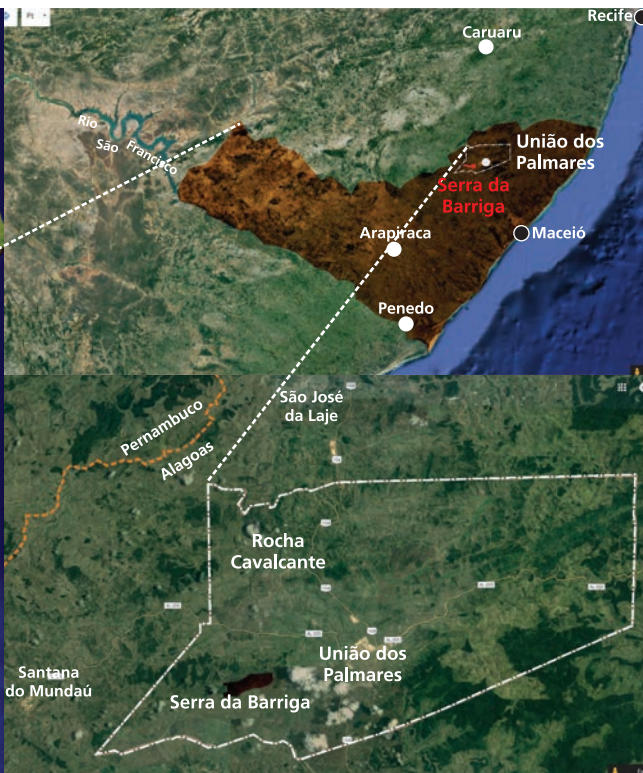 Recife
Caruaru
Rio
São
Francisco
União dos
Palmares
Serra da
Barriga
Arapiraca
Maceió
Penedo
São José
da Laje
Pernambuco
Alagoas
Rocha
Cavalcante
União dos
Palmares
Santana
do Mundaú
Serra da Barriga